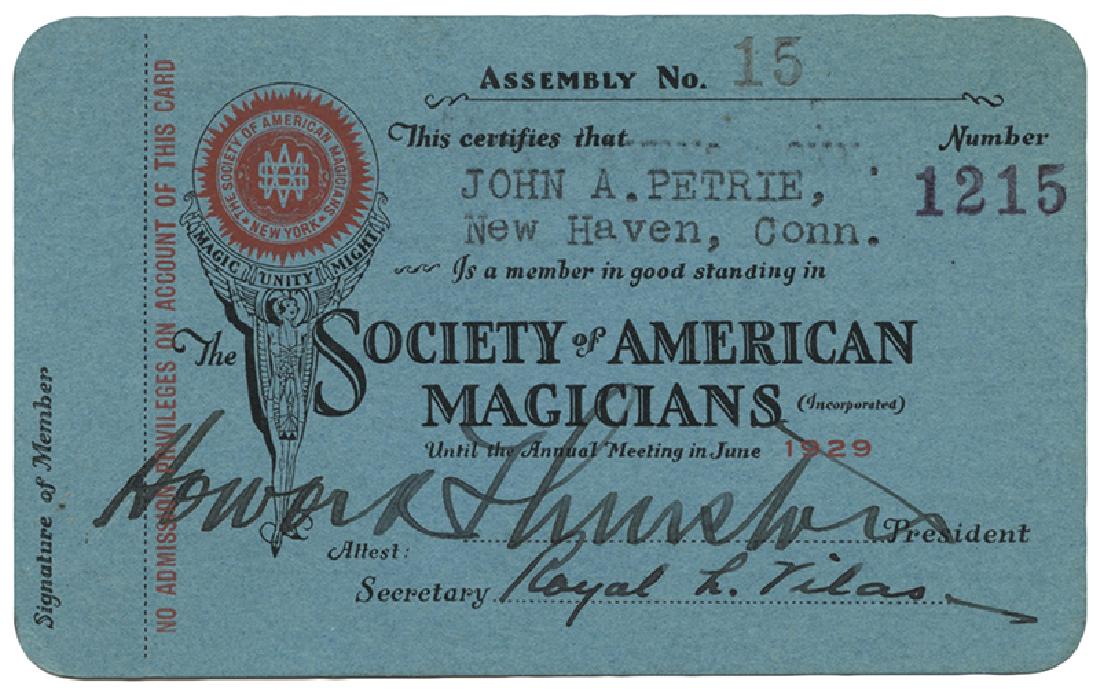 Assembly No. 15
This certifies that
Number
JOHN A. PETRIE,
1215
New Haven, Conn.
Is a member in good standing in
The SOCIETY of AMERICAN
MAGICIANS (Incorporated)
Until the Annual Meeting in June 1929
Howard Thurston President
Attest:
Secretary Royal L. Vilas
THE SOCIETY OF AMERICAN MAGICIANS
NEW YORK
MAGIC UNITY MIGHT
NO ADMISSION PRIVILEGES ON ACCOUNT OF THIS CARD
Signature of Member